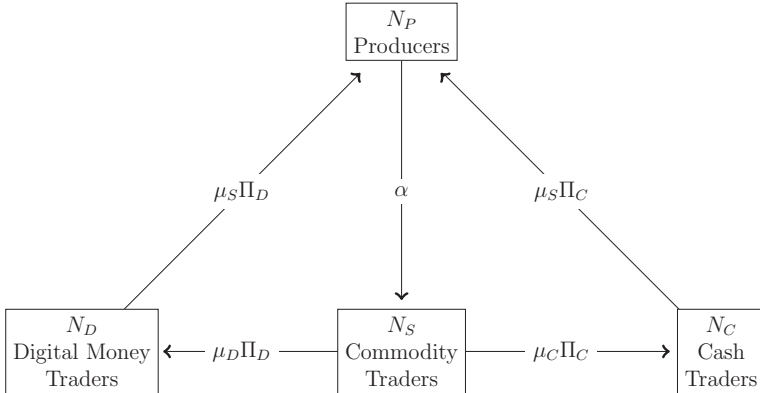 N_P
Producers
μ_SΠ_D
α
μ_SΠ_C
N_D
Digital Money
Traders
μ_DΠ_D
N_S
Commodity
Traders
μ_CΠ_C
N_C
Cash
Traders